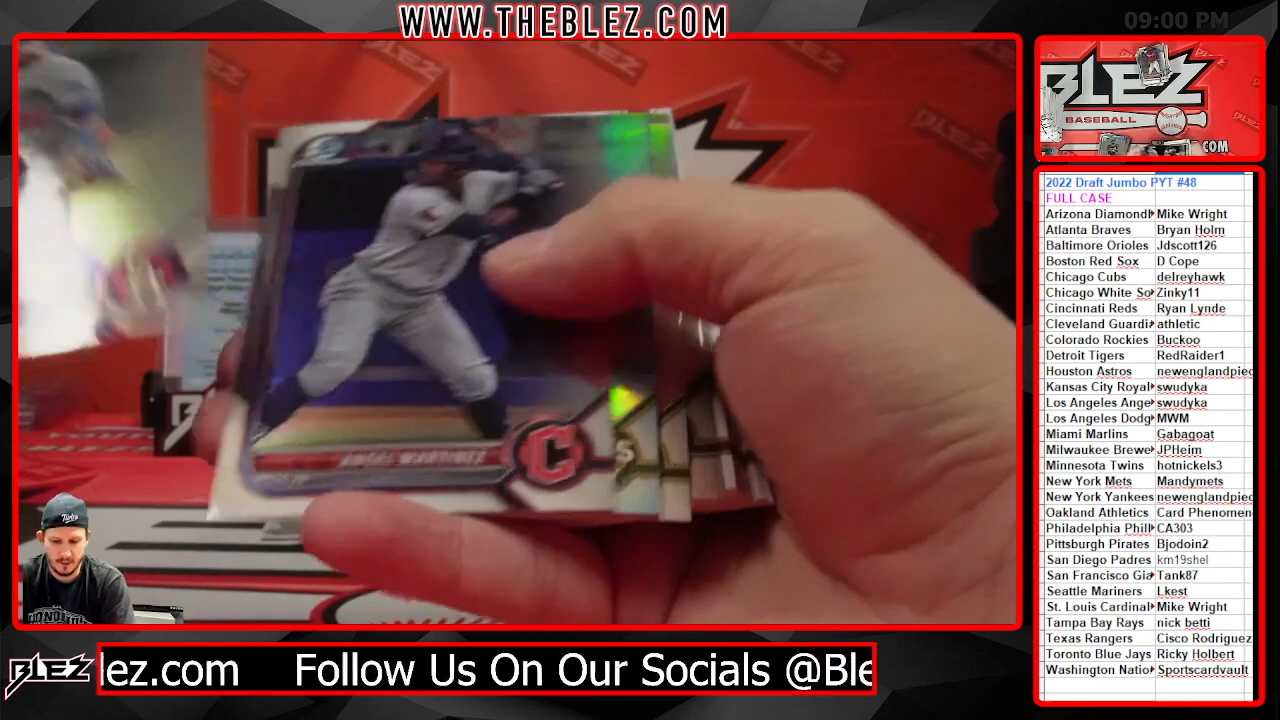 WWW.THEBLEZ.COM
09:00 PM
BLEZ
BASEBALL
.COM
2022 Draft Jumbo PYT #48
FULL CASE
Arizona Diamondb Mike Wright
Atlanta Braves Bryan Holm
Baltimore Orioles Jdscott126
Boston Red Sox D Cope
Chicago Cubs delreyhawk
Chicago White So Zinky11
Cincinnati Reds Ryan Lynde
Cleveland Guardi athletic
Colorado Rockies Buckoo
Detroit Tigers RedRaider1
Houston Astros newenglandpiec
Kansas City Royal swudyka
Los Angeles Ange swudyka
Los Angeles Dodg MWM
Miami Marlins Gabagoat
Milwaukee Brewe JPHeim
Minnesota Twins hotnickels3
New York Mets Mandymets
New York Yankees newenglandpiec
Oakland Athletics Card Phenomen
Philadelphia Phill CA303
Pittsburgh Pirates Bjodoin2
San Diego Padres km19shel
San Francisco Gia Tank87
Seattle Mariners Lkest
St. Louis Cardinal Mike Wright
Tampa Bay Rays nick betti
Texas Rangers Cisco Rodriguez
Toronto Blue Jays Ricky Holbert
Washington Natio Sportscardvault
ANGEL MARTINEZ
C
BLEZ
lez.com Follow Us On Our Socials @Ble